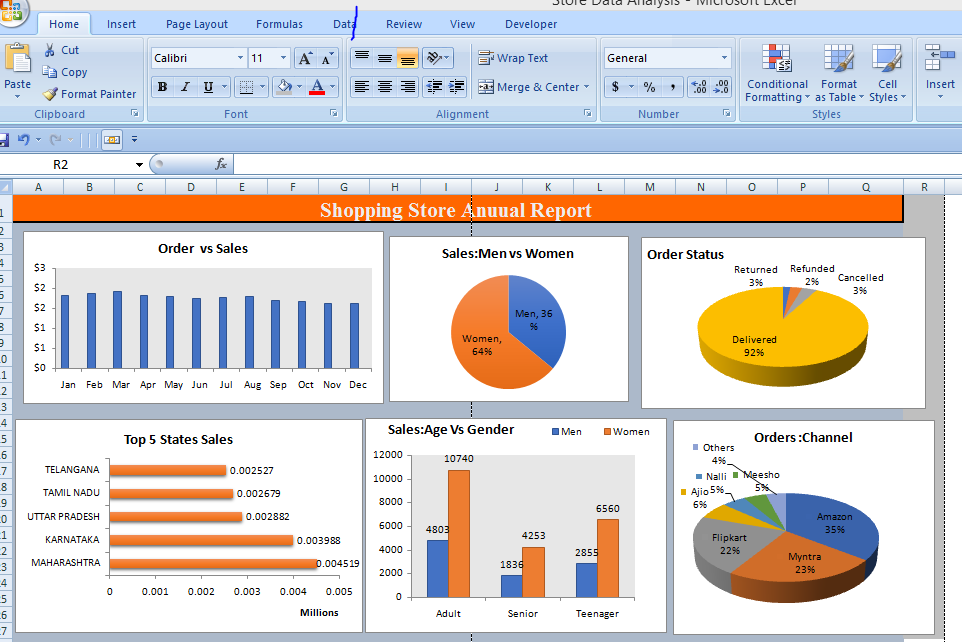 Store Data Analysis - Microsoft Excel
Home Insert Page Layout Formulas Data Review View Developer
Paste
Cut
Copy
Format Painter
Clipboard
Calibri 11 A A
B I U A
Font
Wrap Text
Merge & Center
Alignment
General
$ % , .0 .00 .00 .0
Number
Conditional Formatting
Format as Table
Cell Styles
Styles
Insert
R2 fx
A B C D E F G H I J K L M N O P Q R
Shopping Store Anuual Report
Order vs Sales
$3
$2
$2
$1
$1
$0
Jan Feb Mar Apr May Jun Jul Aug Sep Oct Nov Dec
Sales:Men vs Women
Men, 36
%
Women,
64%
Order Status
Returned
3%
Refunded
2%
Cancelled
3%
Delivered
92%
Top 5 States Sales
TELANGANA 0.002527
TAMIL NADU 0.002679
UTTAR PRADESH 0.002882
KARNATAKA 0.003988
MAHARASHTRA 0.004519
0 0.001 0.002 0.003 0.004 0.005
Millions
Sales:Age Vs Gender
Men Women
12000
10000
8000
6000
4000
2000
0
4803 10740
1836 4253
2855 6560
Adult Senior Teenager
Orders :Channel
Others
4%
Meesho
5%
Nalli
5%
Ajio
6%
Flipkart
22%
Amazon
35%
Myntra
23%